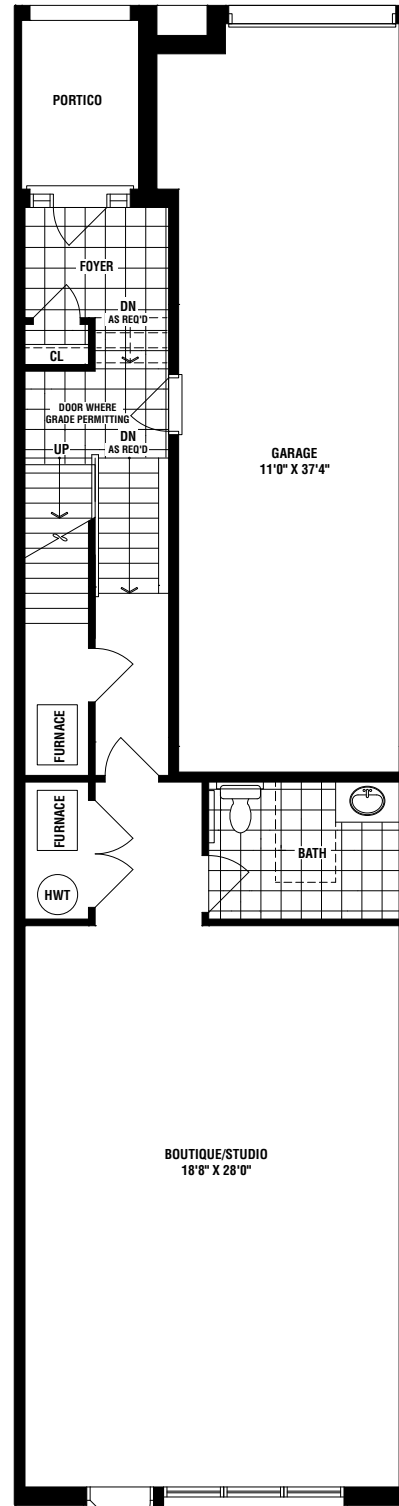 PORTICO
FOYER
DN
AS REQ'D
CL
DOOR WHERE
GRADE PERMITTING
UP
DN
AS REQ'D
GARAGE
11'0" X 37'4"
FURNACE
FURNACE
HWT
BATH
BOUTIQUE/STUDIO
18'8" X 28'0"